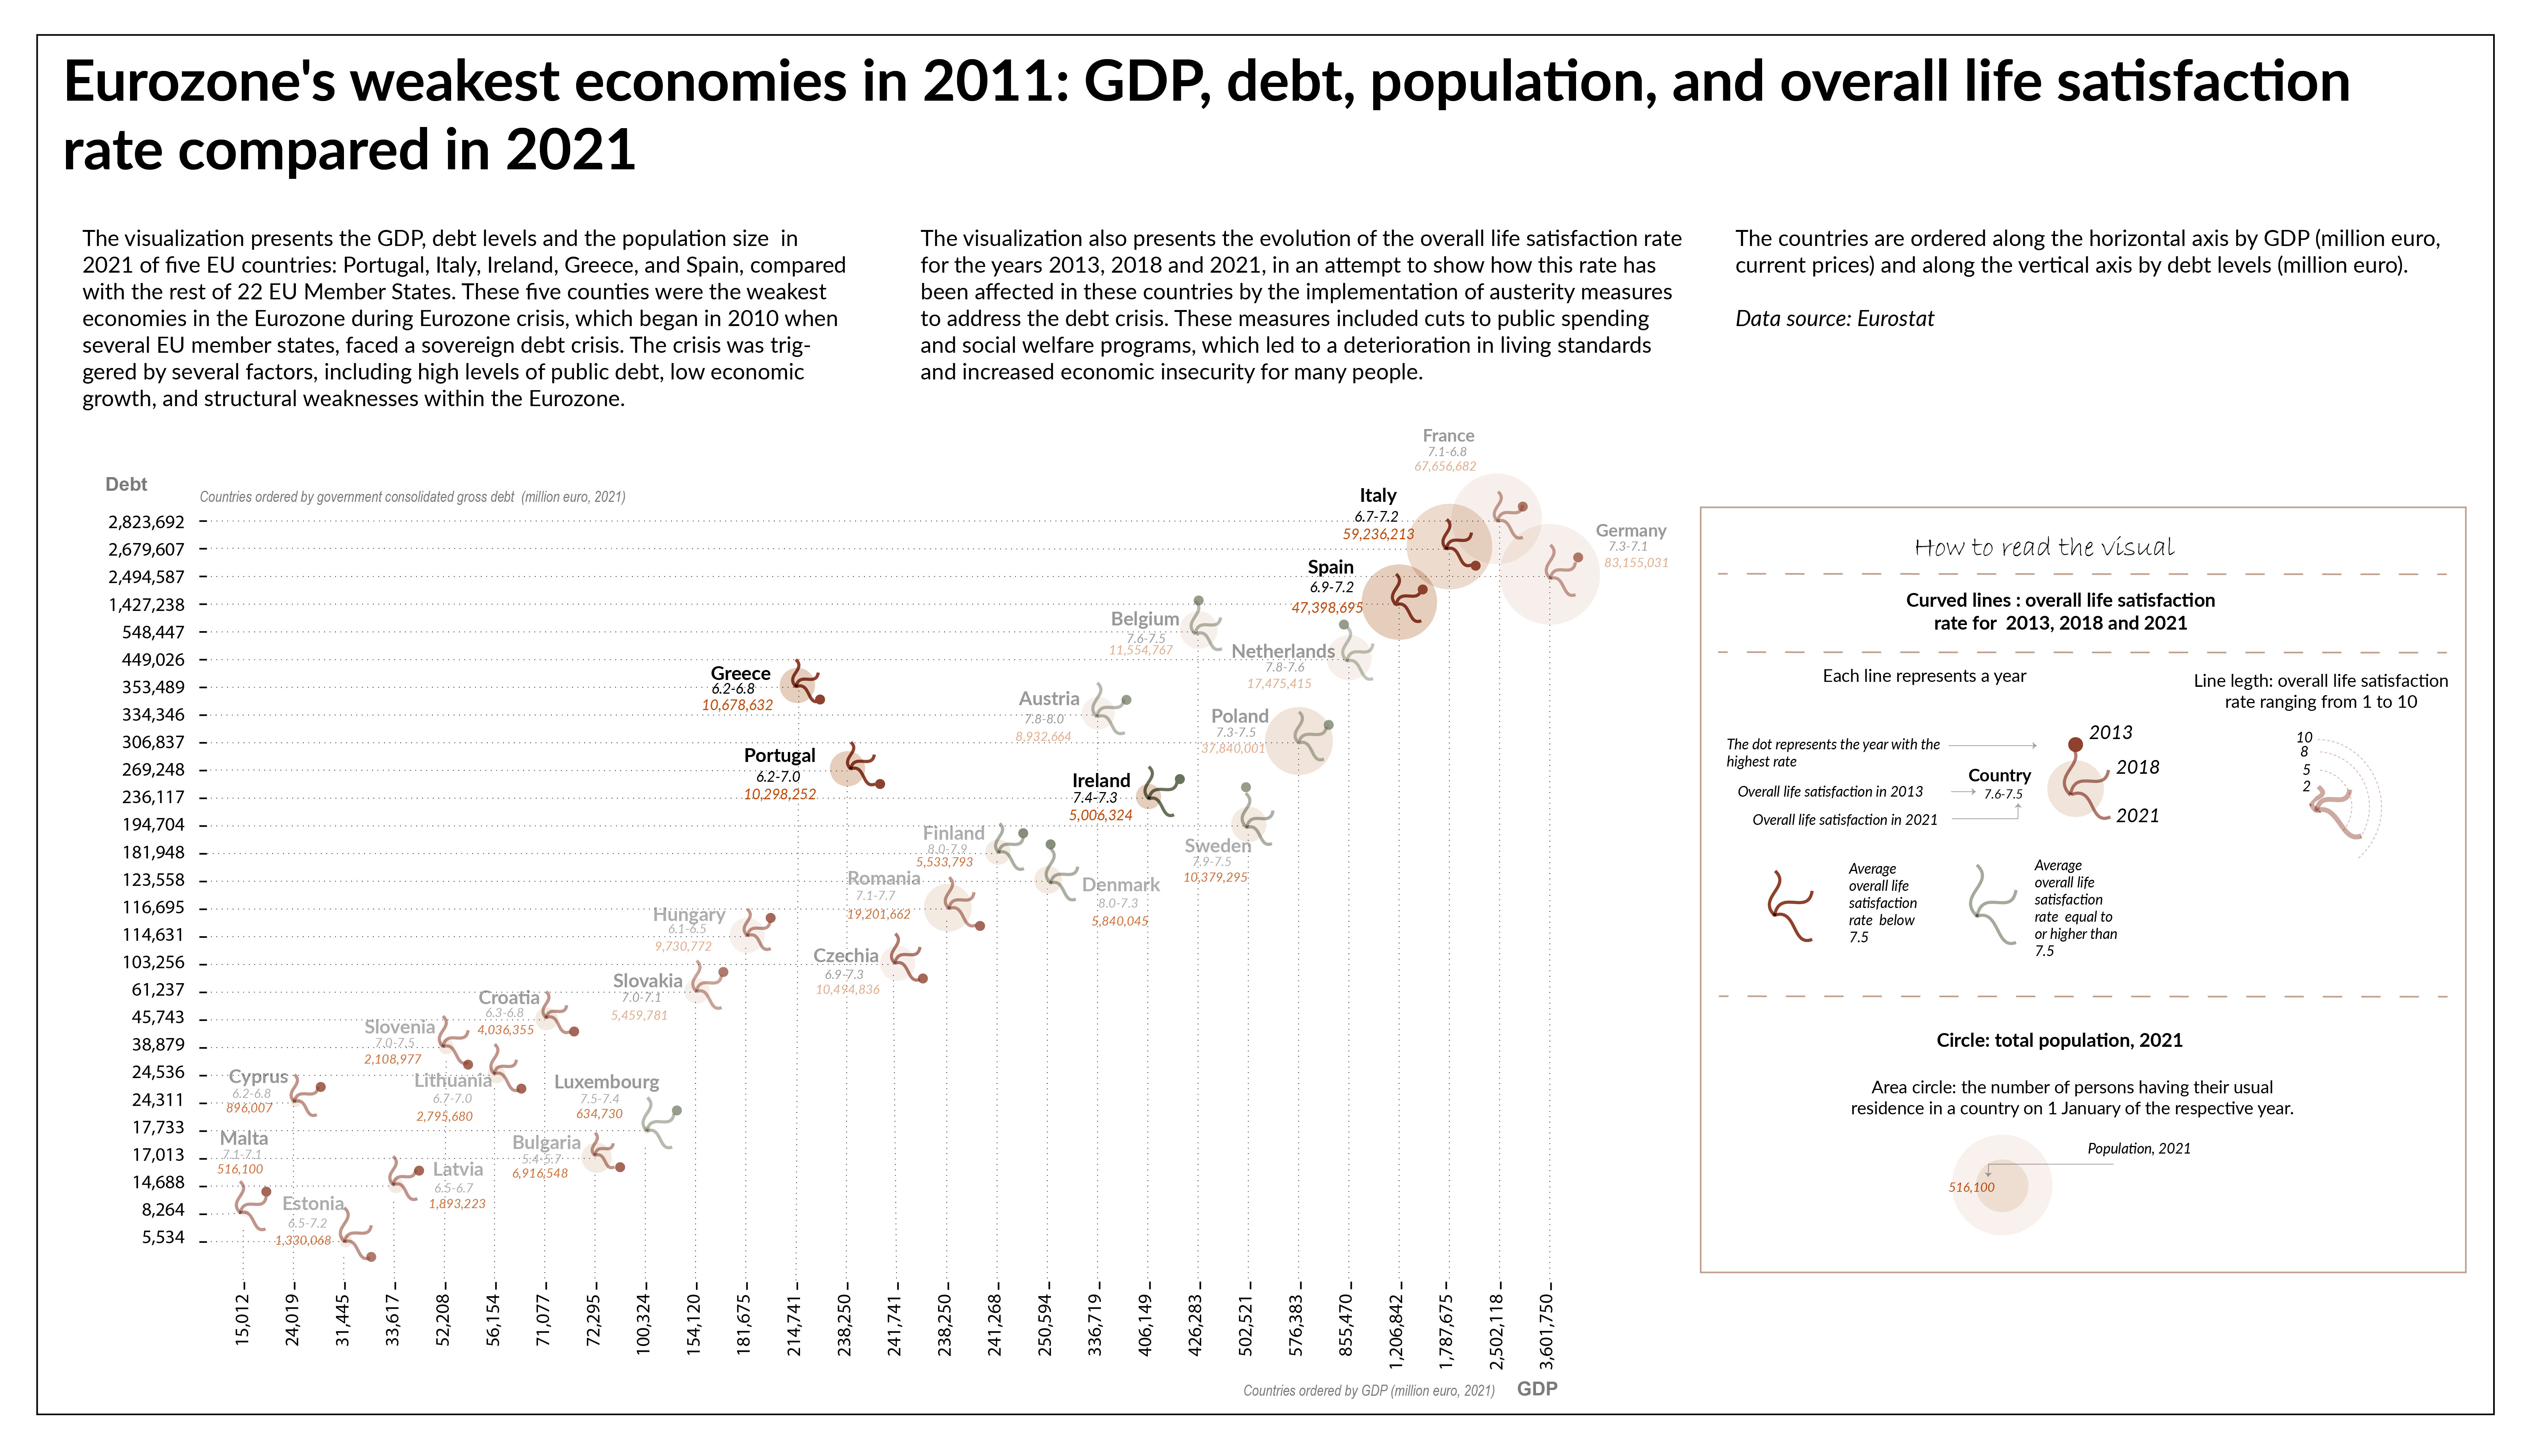 Eurozone's weakest economies in 2011: GDP, debt, population, and overall life satisfaction
rate compared in 2021
The visualization presents the GDP, debt levels and the population size in
2021 of five EU countries: Portugal, Italy, Ireland, Greece, and Spain, compared
with the rest of 22 EU Member States. These five counties were the weakest
economies in the Eurozone during Eurozone crisis, which began in 2010 when
several EU member states, faced a sovereign debt crisis. The crisis was trig-
gered by several factors, including high levels of public debt, low economic
growth, and structural weaknesses within the Eurozone.
The visualization also presents the evolution of the overall life satisfaction rate
for the years 2013, 2018 and 2021, in an attempt to show how this rate has
been affected in these countries by the implementation of austerity measures
to address the debt crisis. These measures included cuts to public spending
and social welfare programs, which led to a deterioration in living standards
and increased economic insecurity for many people.
The countries are ordered along the horizontal axis by GDP (million euro,
current prices) and along the vertical axis by debt levels (million euro).
Data source: Eurostat
Debt
Countries ordered by government consolidated gross debt (million euro, 2021)
2,823,692
2,679,607
2,494,587
1,427,238
548,447
449,026
353,489
334,346
306,837
269,248
236,117
194,704
181,948
123,558
116,695
114,631
103,256
61,237
45,743
38,879
24,536
24,311
17,733
17,013
14,688
8,264
5,534
France
7.1-6.8
67,656,682
Italy
6.7-7.2
59,236,213
Germany
7.3-7.1
83,155,031
Spain
6.9-7.2
47,398,695
Belgium
7.6-7.5
11,554,767
Netherlands
7.8-7.6
17,475,415
Greece
6.2-6.8
10,678,632
Austria
7.8-8.0
8,932,664
Poland
7.3-7.5
37,840,001
Portugal
6.2-7.0
10,298,252
Ireland
7.4-7.3
5,006,324
Finland
8.0-7.9
5,533,793
Sweden
7.9-7.5
10,379,295
Romania
7.1-7.7
19,201,662
Denmark
8.0-7.3
5,840,045
Hungary
6.1-6.5
9,730,772
Czechia
6.9-7.3
10,494,836
Slovakia
7.0-7.1
5,459,781
Croatia
6.3-6.8
4,036,355
Slovenia
7.0-7.5
2,108,977
Cyprus
6.2-6.8
896,007
Lithuania
6.7-7.0
2,795,680
Luxembourg
7.5-7.4
634,730
Malta
7.1-7.1
516,100
Bulgaria
5.4-5.7
6,916,548
Latvia
6.5-6.7
1,893,223
Estonia
6.5-7.2
1,330,068
15,012
24,019
31,445
33,617
52,208
56,154
71,077
72,295
100,324
154,120
181,675
214,741
238,250
241,741
238,250
241,268
250,594
336,719
406,149
426,283
502,521
576,383
855,470
1,206,842
1,787,675
2,502,118
3,601,750
Countries ordered by GDP (million euro, 2021)
GDP
How to read the visual
Curved lines : overall life satisfaction
rate for 2013, 2018 and 2021
Each line represents a year
Line legth: overall life satisfaction
rate ranging from 1 to 10
The dot represents the year with the
highest rate
Overall life satisfaction in 2013
Overall life satisfaction in 2021
Country
7.6-7.5
2013
2018
2021
10
8
5
2
Average
overall life
satisfaction
rate below
7.5
Average
overall life
satisfaction
rate equal to
or higher than
7.5
Circle: total population, 2021
Area circle: the number of persons having their usual
residence in a country on 1 January of the respective year.
Population, 2021
516,100